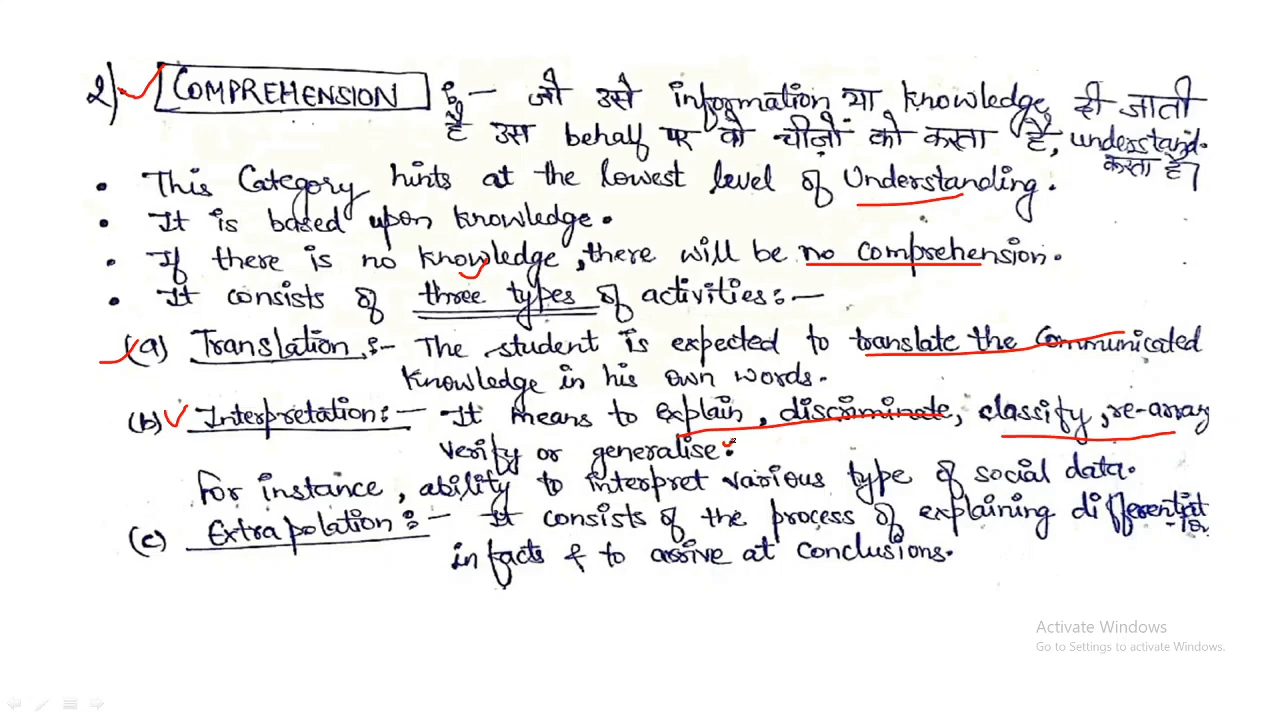 2) COMPREHENSION :- जो उसे information या knowledge दी जाती
है उस behalf पर वो चीज़ों को करता है, understand
करता है।
• This Category hints at the lowest level of Understanding.
• It is based upon knowledge.
• If there is no knowledge, there will be no comprehension.
• It consists of three types of activities:-
(a) Translation :- The student is expected to translate the Communicated
knowledge in his own words.
(b) Interpretation:- It means to explain, discriminate, classify, re-array
verify or generalise.
For instance, ability to interpret various type of social data.
(c) Extrapolation:- It consists of the process of explaining
in facts & to arrive at conclusions.
Activate Windows
Go to Settings to activate Windows.